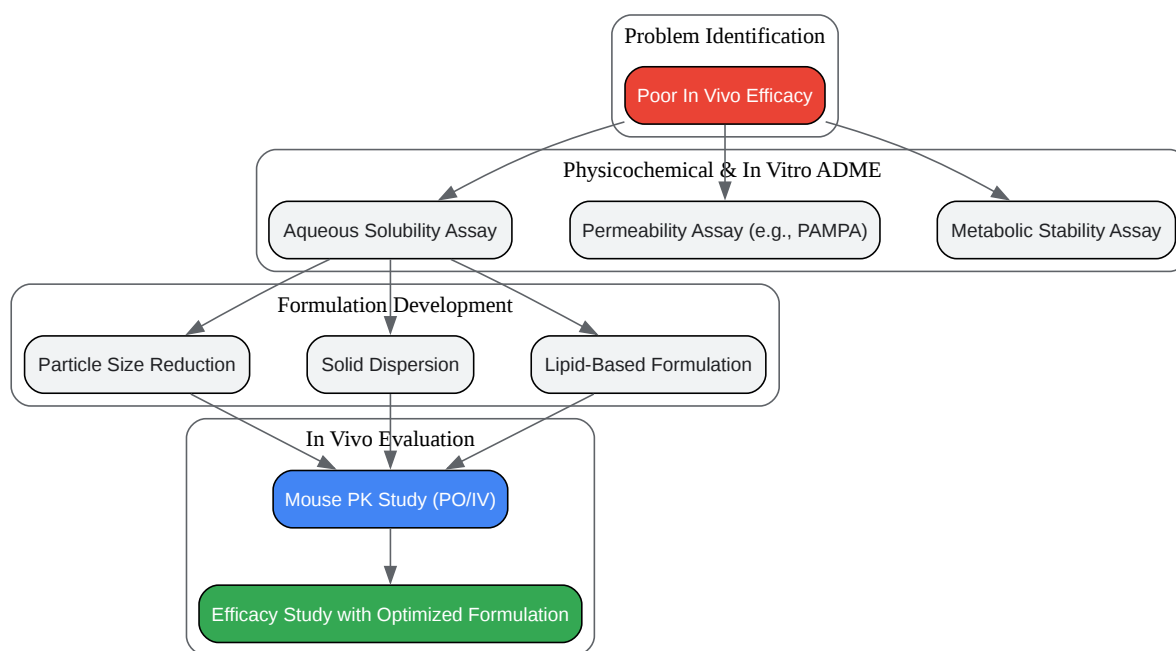 Problem Identification
Poor In Vivo Efficacy
Physicochemical & In Vitro ADME
Aqueous Solubility Assay
Permeability Assay (e.g., PAMPA)
Metabolic Stability Assay
Formulation Development
Particle Size Reduction
Solid Dispersion
Lipid-Based Formulation
In Vivo Evaluation
Mouse PK Study (PO/IV)
Efficacy Study with Optimized Formulation